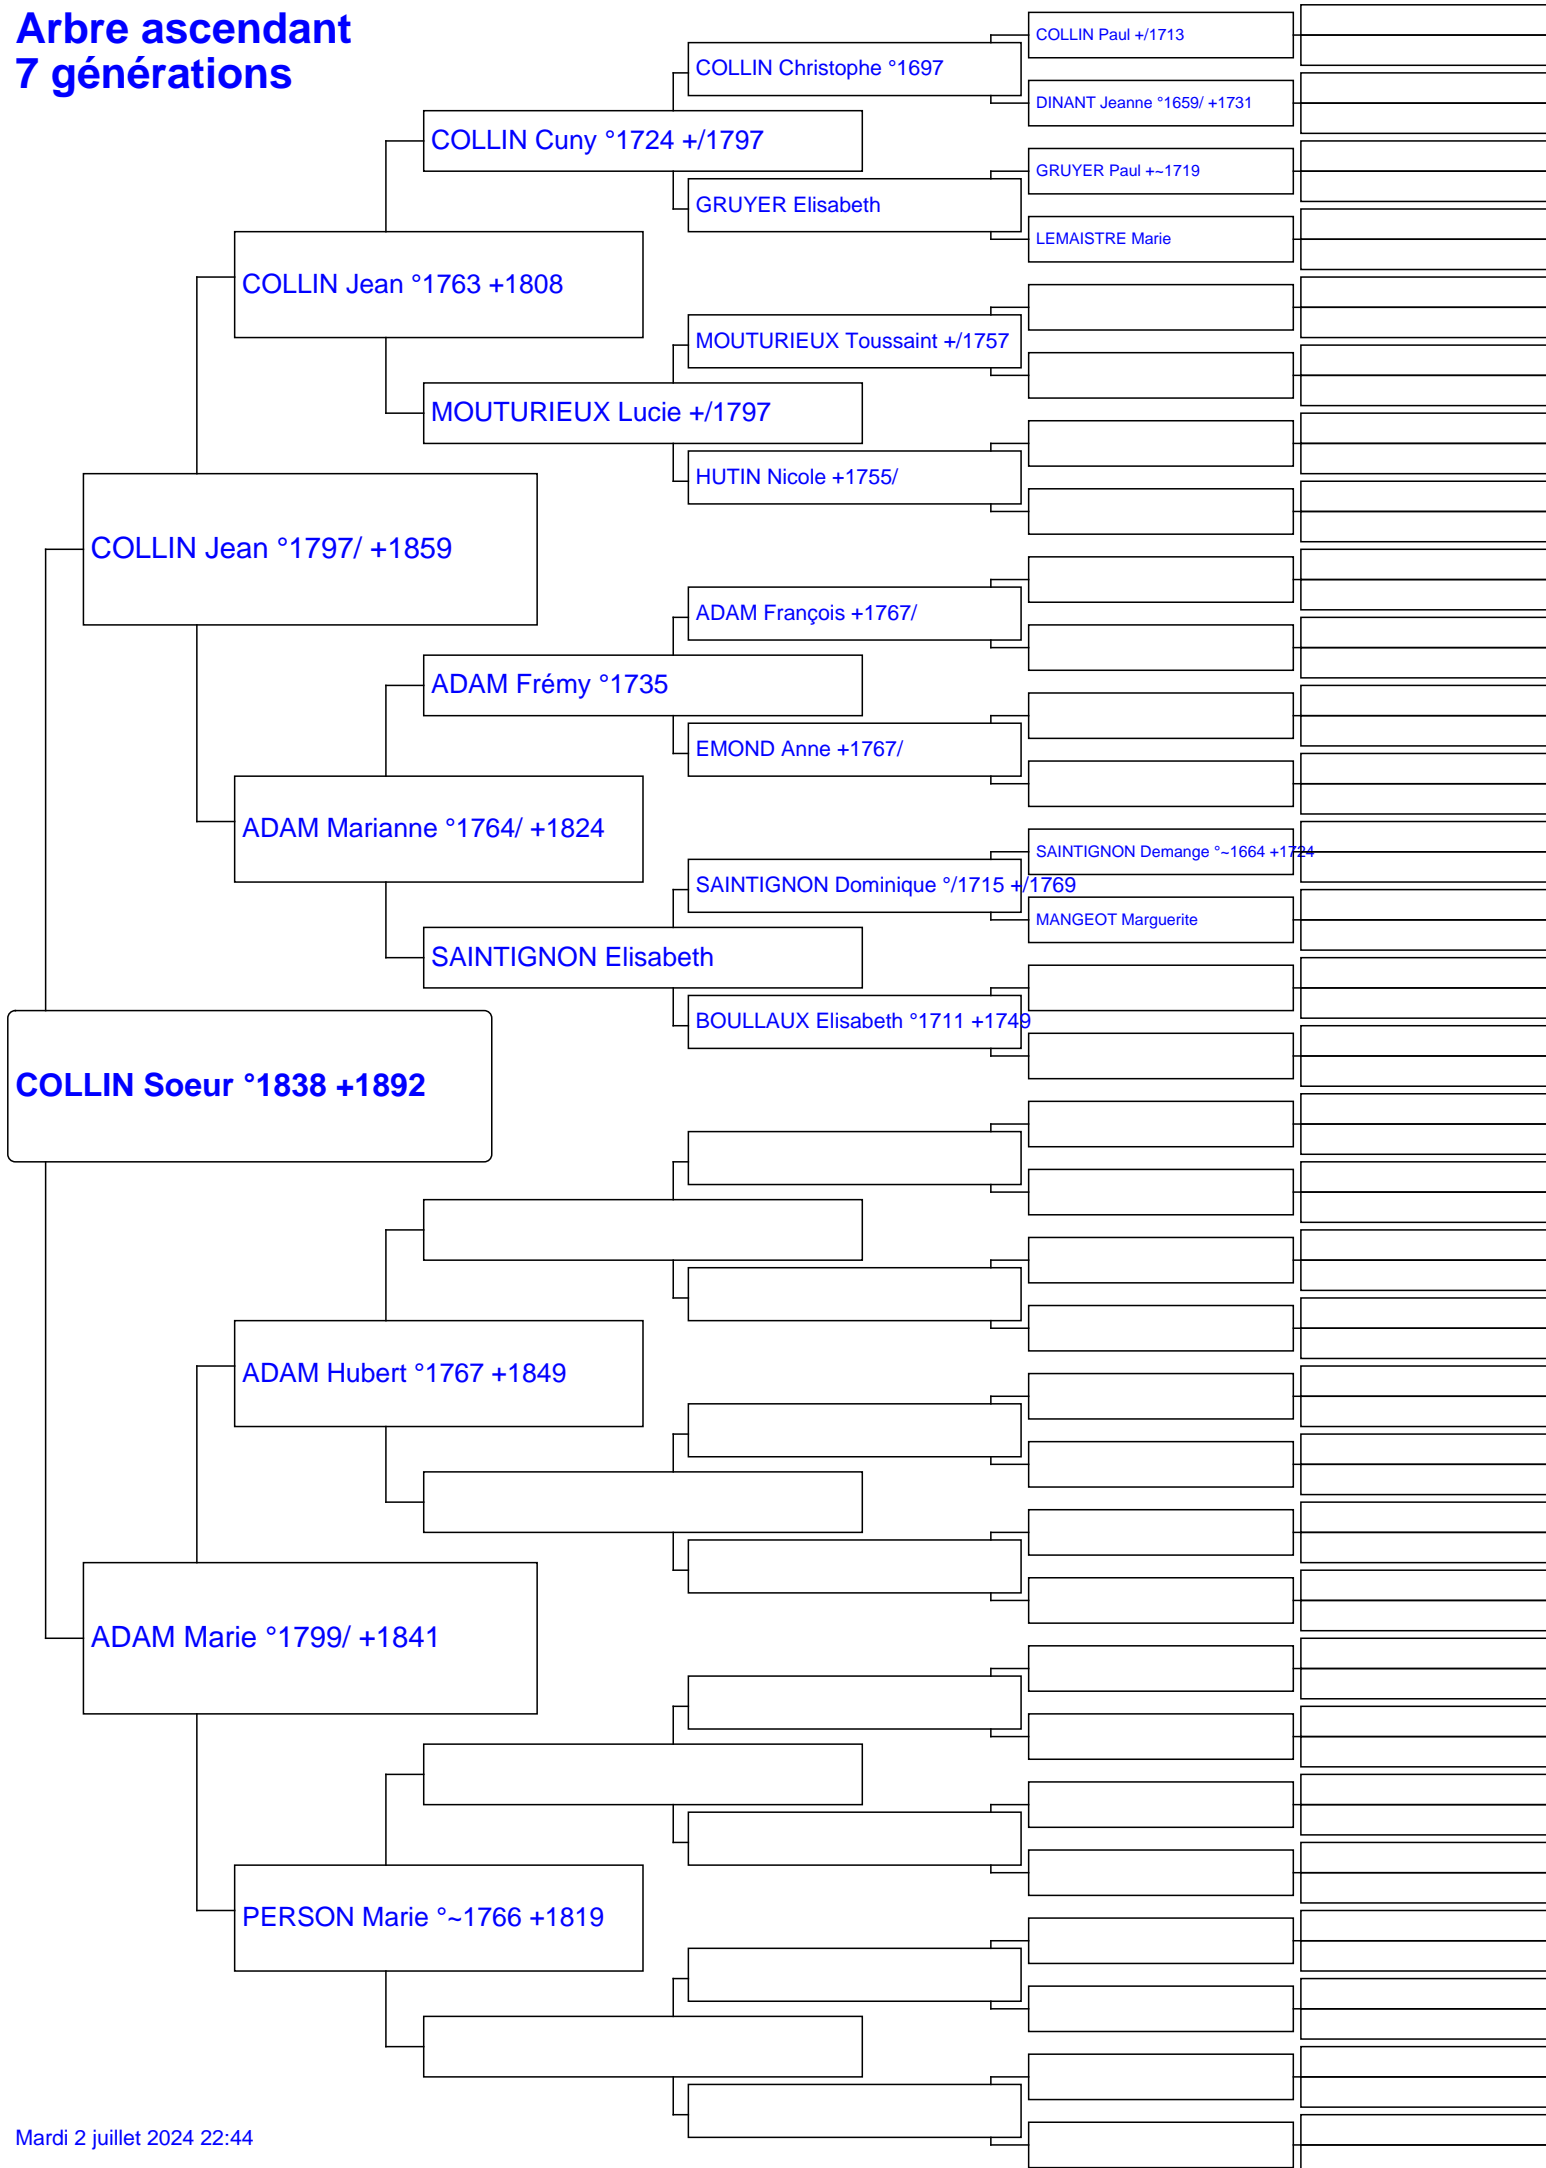 Arbre ascendant
7 générations
COLLIN Paul +/1713
COLLIN Christophe °1697
DINANT Jeanne °1659/ +1731
COLLIN Cuny °1724 +/1797
GRUYER Paul +~1719
GRUYER Elisabeth
LEMAISTRE Marie
COLLIN Jean °1763 +1808
MOUTURIEUX Toussaint +/1757
MOUTURIEUX Lucie +/1797
HUTIN Nicole +1755/
COLLIN Jean °1797/ +1859
ADAM François +1767/
ADAM Frémy °1735
EMOND Anne +1767/
ADAM Marianne °1764/ +1824
SAINTIGNON Demange °~1664 +1724
SAINTIGNON Dominique °/1715 +/1769
MANGEOT Marguerite
SAINTIGNON Elisabeth
BOULLAUX Elisabeth °1711 +1749
COLLIN Soeur °1838 +1892
ADAM Hubert °1767 +1849
ADAM Marie °1799/ +1841
PERSON Marie °~1766 +1819
Mardi 2 juillet 2024 22:44